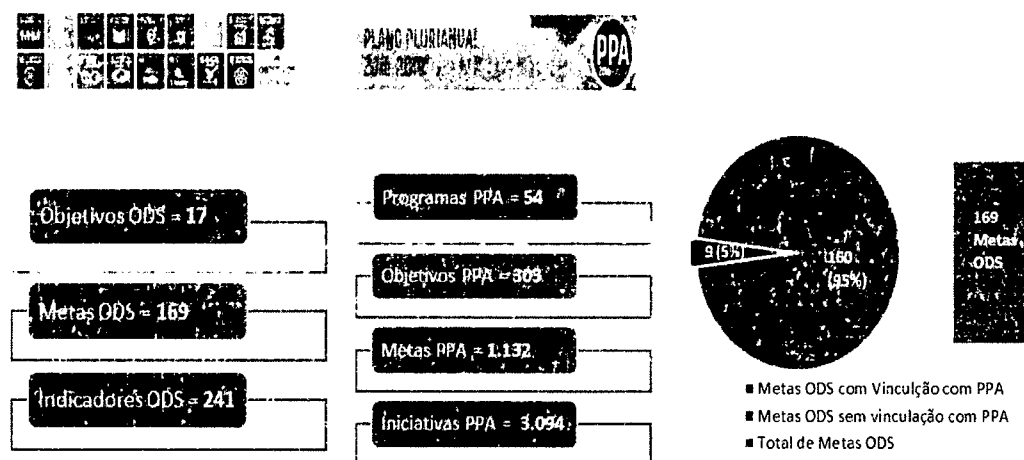 PLANO PLURIANUAL
PPA
Objetivos ODS = 17
Metas ODS = 169
Indicadores ODS = 241
Programas PPA = 54
Objetivos PPA = 303
Metas PPA = 1.132
Iniciativas PPA = 3.094
9 (5%)
160
(95%)
169
Metas
ODS
Metas ODS com Vinculção com PPA
Metas ODS sem vinculação com PPA
Total de Metas ODS